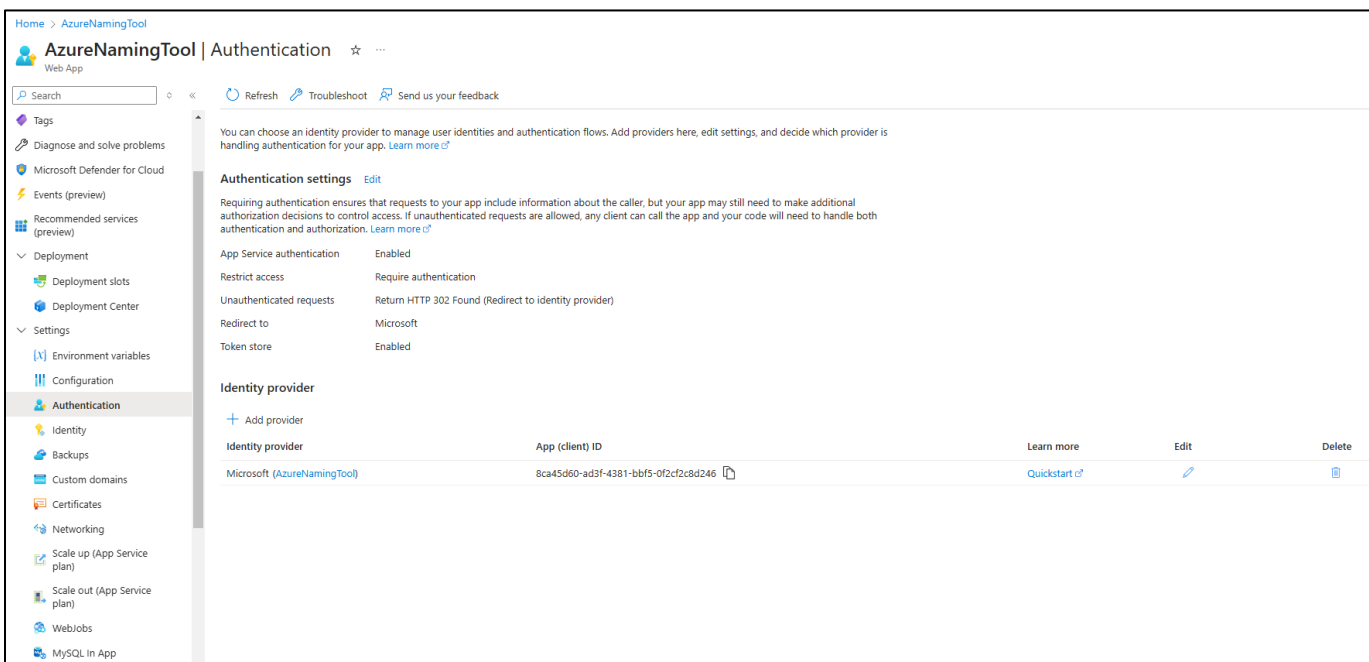 Home > AzureNamingTool
AzureNamingTool | Authentication
Web App
Search
Refresh Troubleshoot Send us your feedback
Tags
Diagnose and solve problems
Microsoft Defender for Cloud
Events (preview)
Recommended services
(preview)
Deployment
Deployment slots
Deployment Center
Settings
Environment variables
Configuration
Authentication
Identity
Backups
Custom domains
Certificates
Networking
Scale up (App Service
plan)
Scale out (App Service
plan)
WebJobs
MySQL In App
You can choose an identity provider to manage user identities and authentication flows. Add providers here, edit settings, and decide which provider is
handling authentication for your app. Learn more
Authentication settings Edit
Requiring authentication ensures that requests to your app include information about the caller, but your app may still need to make additional
authorization decisions to control access. If unauthenticated requests are allowed, any client can call the app and your code will need to handle both
authentication and authorization. Learn more
App Service authentication Enabled
Restrict access Require authentication
Unauthenticated requests Return HTTP 302 Found (Redirect to identity provider)
Redirect to Microsoft
Token store Enabled
Identity provider
+ Add provider
Identity provider App (client) ID Learn more Edit Delete
Microsoft (AzureNamingTool) 8ca45d60-ad3f-4381-bbf5-0f2cf2c8d246 Quickstart